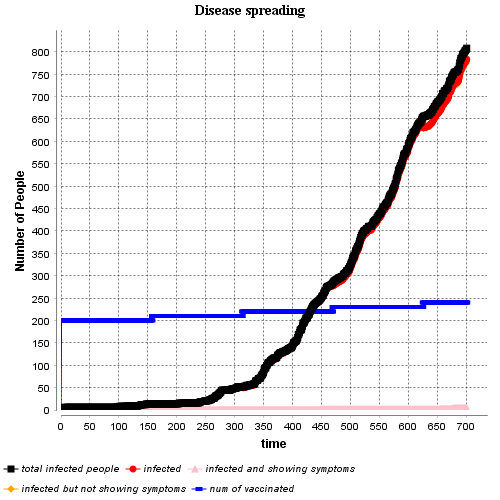 Disease spreading
Number of People
800
750
700
650
600
550
500
450
400
350
300
250
200
150
100
50
0
0 50 100 150 200 250 300 350 400 450 500 550 600 650 700
time
total infected people infected infected and showing symptoms
infected but not showing symptoms num of vaccinated